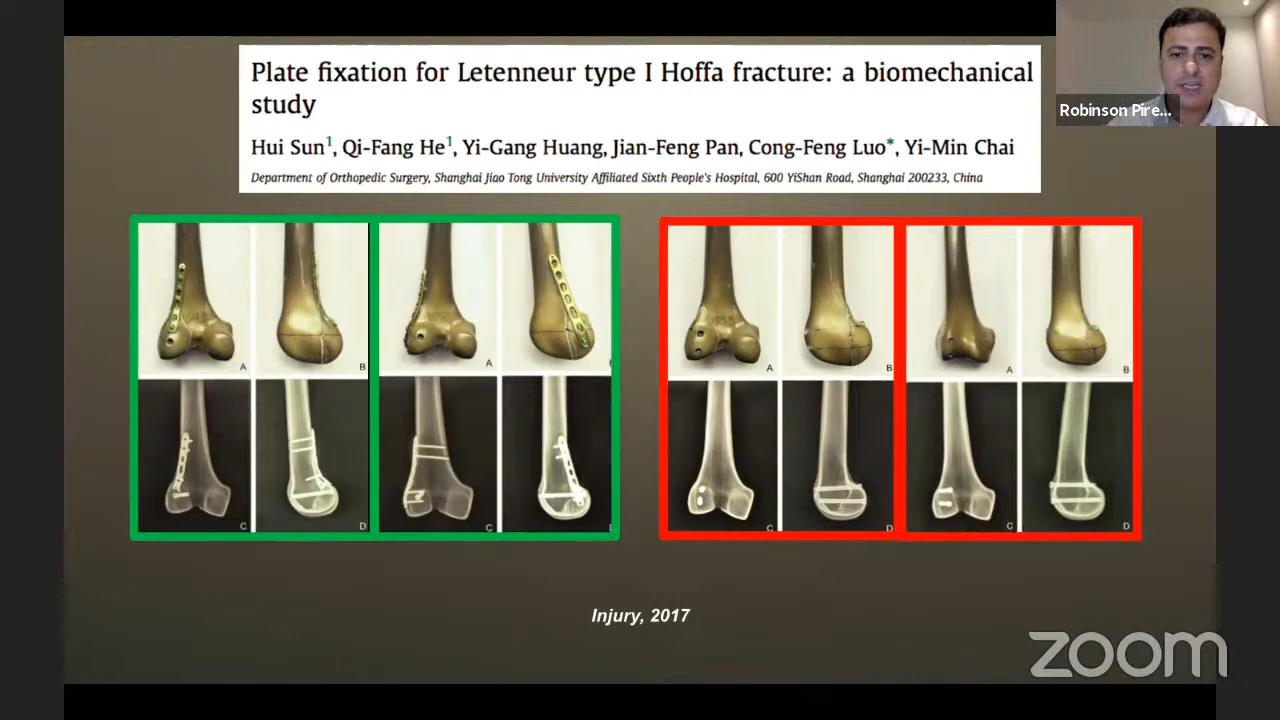 Plate fixation for Letenneur type I Hoffa fracture: a biomechanical
study
Hui Sun1, Qi-Fang He1, Yi-Gang Huang, Jian-Feng Pan, Cong-Feng Luo*, Yi-Min Chai
Department of Orthopedic Surgery, Shanghai Jiao Tong University Affiliated Sixth People's Hospital, 600 YiShan Road, Shanghai 200233, China
Robinson Pire...
A B A B A B
C D C C D C D
Injury, 2017
zoom